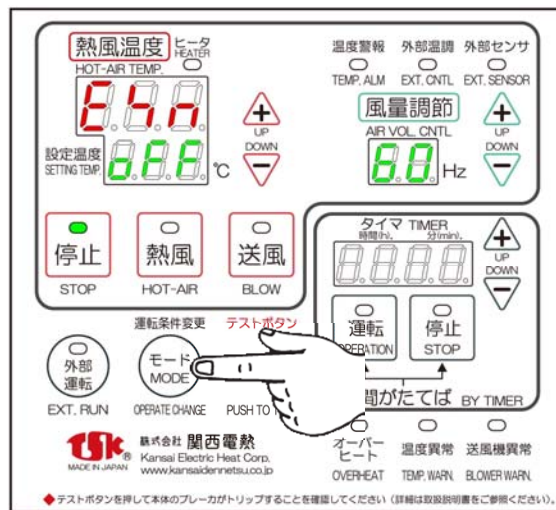 熱風温度 ヒータ
HEATER
HOT-AIR TEMP.
E5n
設定温度
SETTING TEMP.
oFF ℃
UP
DOWN
温度警報 外部温調 外部センサ
TEMP. ALM EXT. CNTL EXT. SENSOR
風量調節
AIR VOL. CNTL
60 Hz
UP
DOWN
停止 熱風 送風
STOP HOT-AIR BLOW
タイマ TIMER
時間(h). 分(min).
UP
DOWN
運転 停止
OPERATION STOP
間がたてば BY TIMER
運転条件変更 テストボタン
外部
運転
モード
MODE
EXT. RUN OPERATE CHANGE PUSH TO
オーバー
ヒート
温度異常 送風機異常
OVERHEAT TEMP. WARN. BLOWER WARN.
TSK ®
MADE IN JAPAN
株式会社 関西電熱
Kansai Electric Heat Corp.
www.kansaidennetsu.co.jp
◆テストボタンを押して本体のブレーカがトリップすることを確認してください（詳細は取扱説明書をご参照ください）。